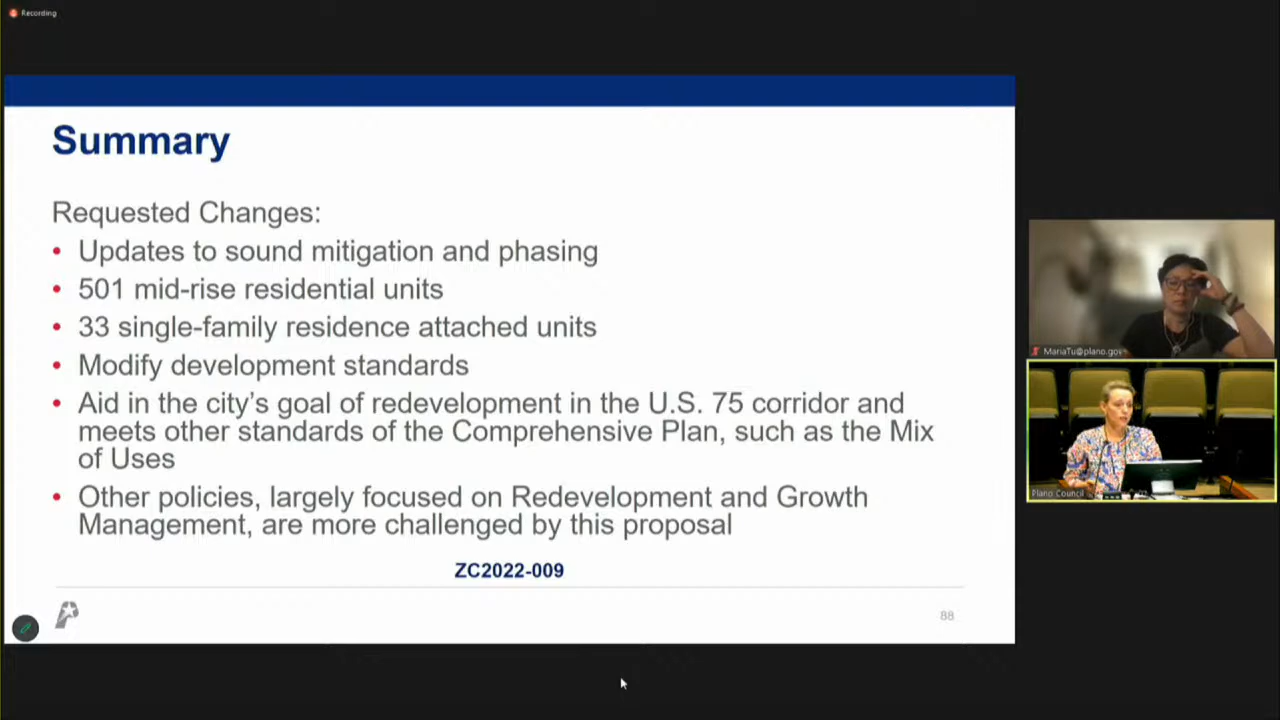 Recording
Summary
Requested Changes:
• Updates to sound mitigation and phasing
• 501 mid-rise residential units
• 33 single-family residence attached units
• Modify development standards
• Aid in the city's goal of redevelopment in the U.S. 75 corridor and
meets other standards of the Comprehensive Plan, such as the Mix
of Uses
• Other policies, largely focused on Redevelopment and Growth
Management, are more challenged by this proposal
ZC2022-009
88
MariaTu@plano.gov
Plano Council